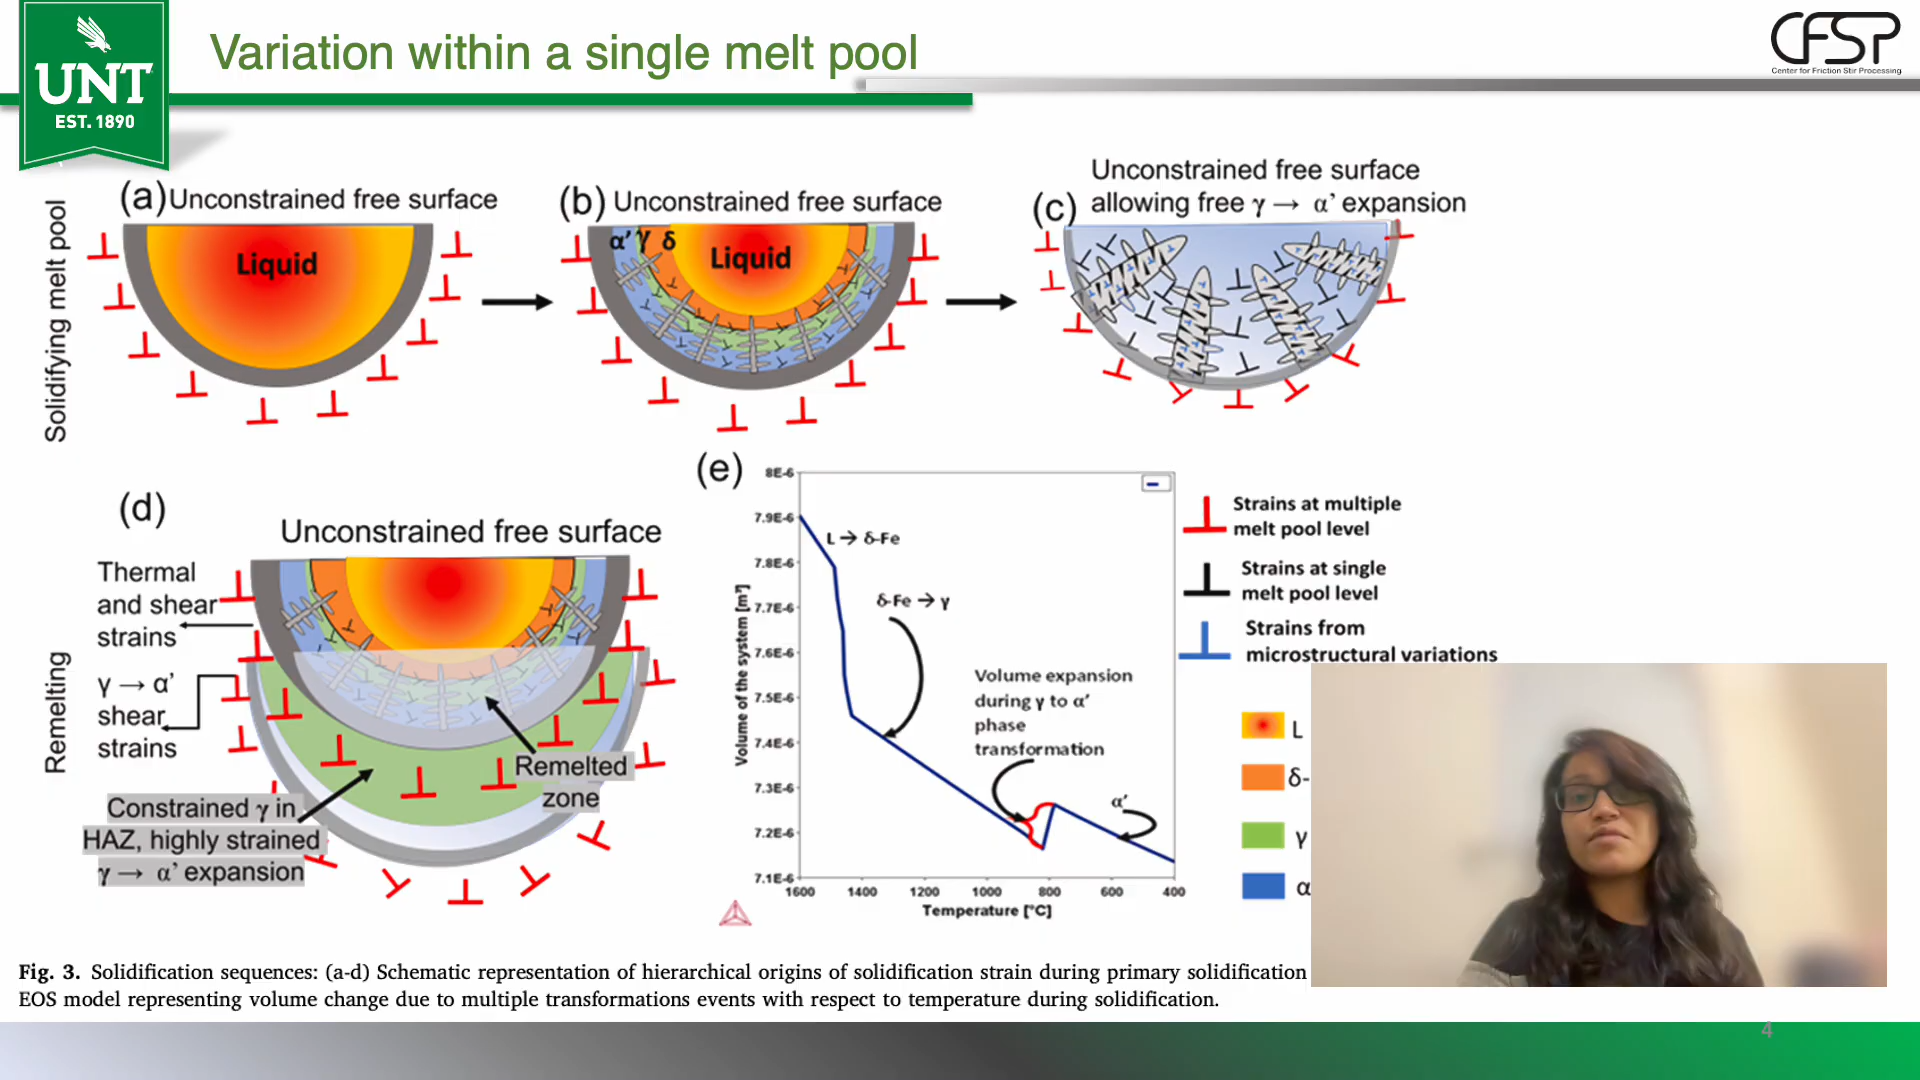 UNT
EST. 1890
Variation within a single melt pool
CFSP
Center for Friction Stir Processing
Solidifying melt pool
(a) Unconstrained free surface
Liquid
(b) Unconstrained free surface
α' γ δ
Liquid
(c) Unconstrained free surface
allowing free γ → α' expansion
Remelting
(d)
Unconstrained free surface
Thermal
and shear
strains
γ → α'
shear
strains
Constrained γ in
HAZ, highly strained
γ → α' expansion
Remelted
zone
(e)
Volume of the system [m³]
8E-6
7.9E-6
7.8E-6
7.7E-6
7.6E-6
7.5E-6
7.4E-6
7.3E-6
7.2E-6
7.1E-6
L → δ-Fe
δ-Fe → γ
Volume expansion
during γ to α'
phase
transformation
α'
1600 1400 1200 1000 800 600 400
Temperature [°C]
Strains at multiple
melt pool level
Strains at single
melt pool level
Strains from
microstructural variations
L
δ-
γ
α
Fig. 3. Solidification sequences: (a-d) Schematic representation of hierarchical origins of solidification strain during primary solidification
EOS model representing volume change due to multiple transformations events with respect to temperature during solidification.
4